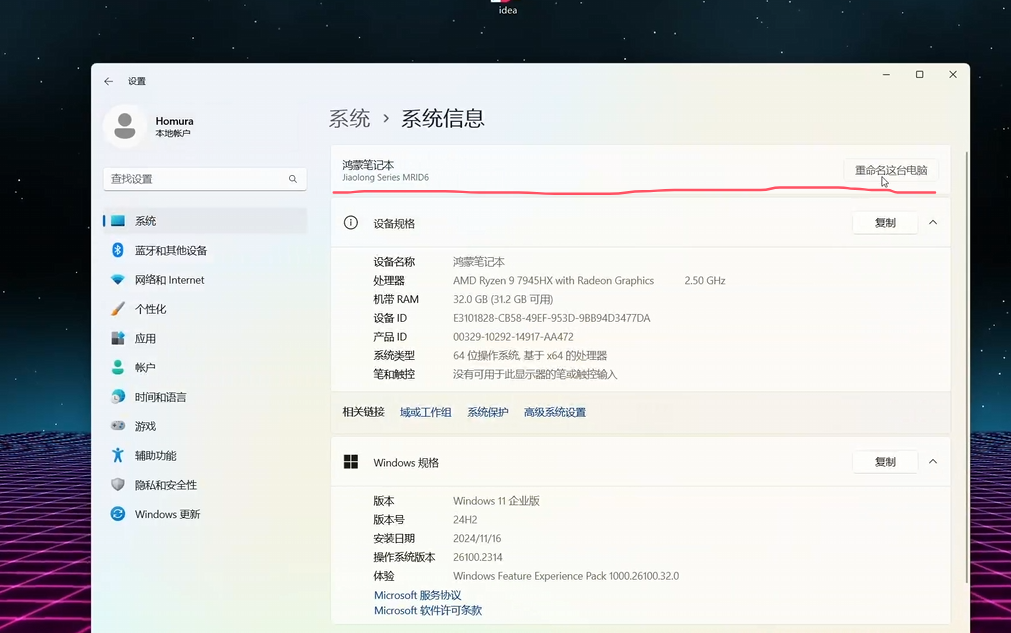 idea
设置
Homura
本地帐户
查找设置
系统
蓝牙和其他设备
网络和 Internet
个性化
应用
帐户
时间和语言
游戏
辅助功能
隐私和安全性
Windows 更新
系统 › 系统信息
鸿蒙笔记本
Jiaolong Series MRID6
重命名这台电脑
设备规格
复制
设备名称 鸿蒙笔记本
处理器 AMD Ryzen 9 7945HX with Radeon Graphics 2.50 GHz
机带 RAM 32.0 GB (31.2 GB 可用)
设备 ID E3101828-CB58-49EF-953D-9BB94D3477DA
产品 ID 00329-10292-14917-AA472
系统类型 64 位操作系统, 基于 x64 的处理器
笔和触控 没有可用于此显示器的笔或触控输入
相关链接 域或工作组 系统保护 高级系统设置
Windows 规格
复制
版本 Windows 11 企业版
版本号 24H2
安装日期 2024/11/16
操作系统版本 26100.2314
体验 Windows Feature Experience Pack 1000.26100.32.0
Microsoft 服务协议
Microsoft 软件许可条款